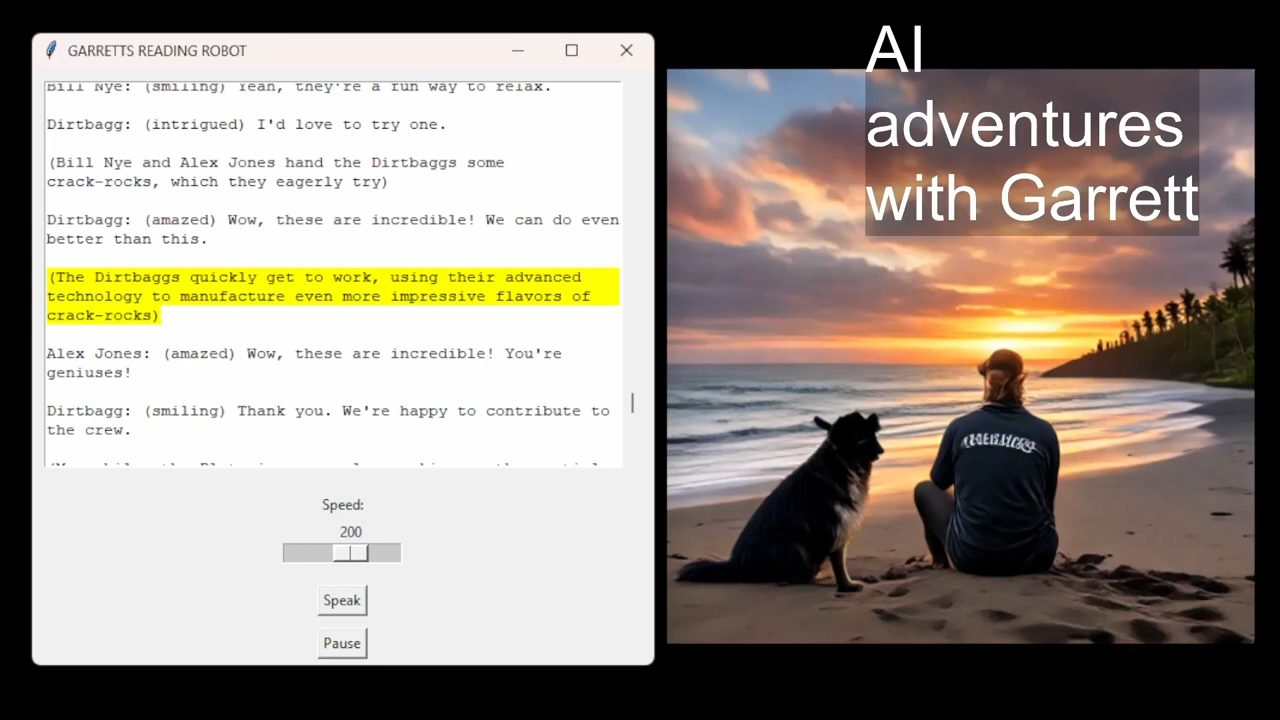 GARRETTS READING ROBOT
Bill Nye: (smiling) Yeah, they're a fun way to relax.
Dirtbagg: (intrigued) I'd love to try one.
(Bill Nye and Alex Jones hand the Dirtbaggs some
crack-rocks, which they eagerly try)
Dirtbagg: (amazed) Wow, these are incredible! We can do even
better than this.
(The Dirtbaggs quickly get to work, using their advanced
technology to manufacture even more impressive flavors of
crack-rocks)
Alex Jones: (amazed) Wow, these are incredible! You're
geniuses!
Dirtbagg: (smiling) Thank you. We're happy to contribute to
the crew.
Speed:
200
Speak
Pause
AI
adventures
with Garrett